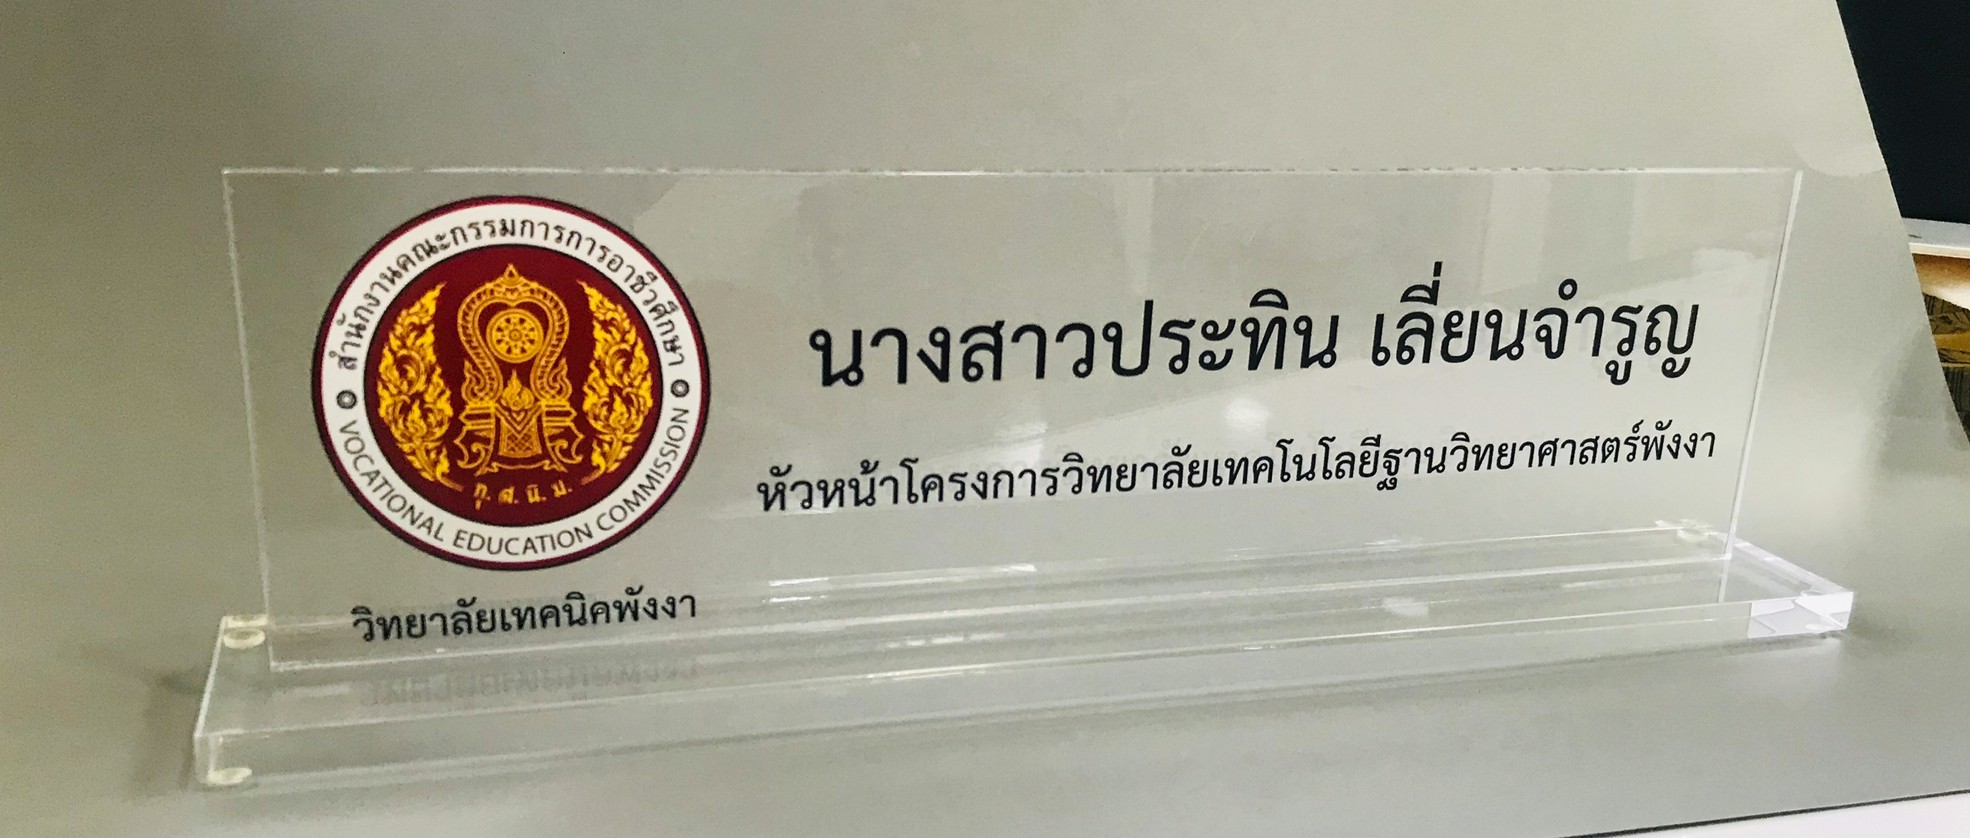 สำนักงานคณะกรรมการการอาชีวศึกษา
ทุ. ส. นิ. ม.
VOCATIONAL EDUCATION COMMISSION
วิทยาลัยเทคนิคพังงา
นางสาวประทิน เลี่ยนจำรูญ
หัวหน้าโครงการวิทยาลัยเทคโนโลยีฐานวิทยาศาสตร์พังงา